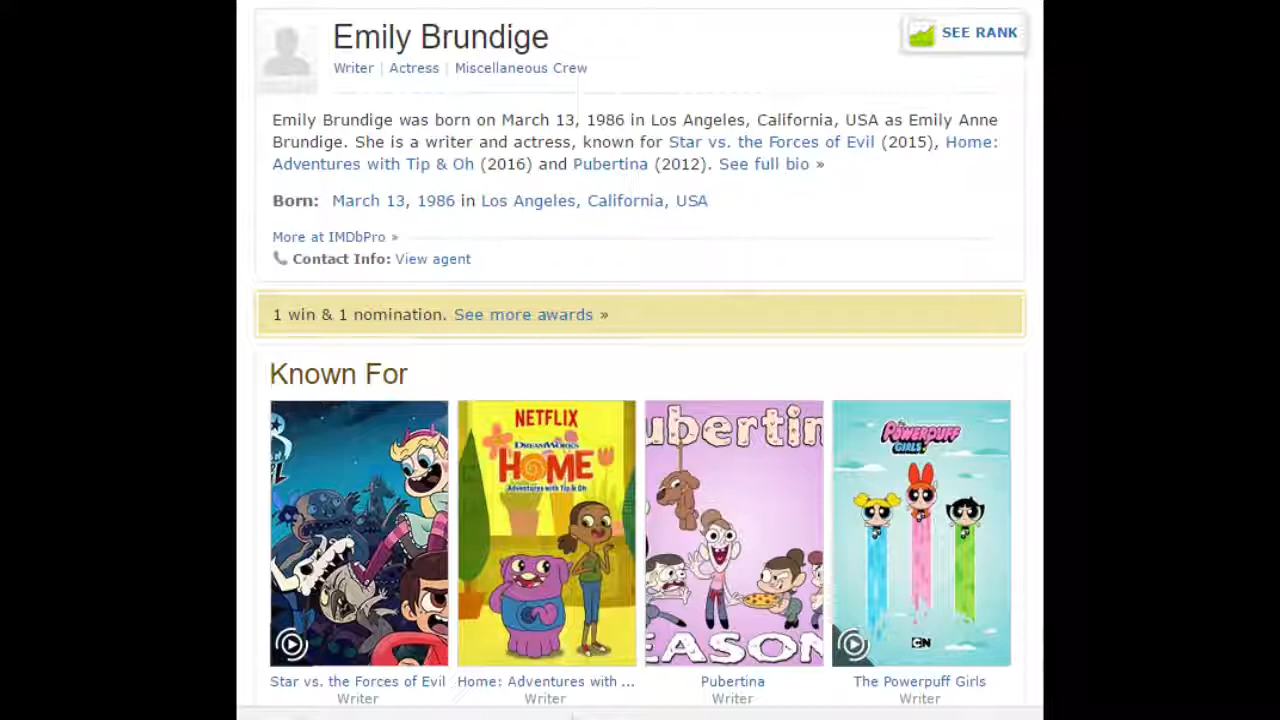 Emily Brundige
SEE RANK
Writer | Actress | Miscellaneous Crew
Emily Brundige was born on March 13, 1986 in Los Angeles, California, USA as Emily Anne
Brundige. She is a writer and actress, known for Star vs. the Forces of Evil (2015), Home:
Adventures with Tip & Oh (2016) and Pubertina (2012). See full bio »
Born: March 13, 1986 in Los Angeles, California, USA
More at IMDbPro »
Contact Info: View agent
1 win & 1 nomination. See more awards »
Known For
NETFLIX
DREAMWORKS
HOME
Adventures with Tip & Oh
ubertin
EASON
POWERPUFF
GIRLS
CN
Star vs. the Forces of Evil
Home: Adventures with ...
Pubertina
The Powerpuff Girls
Writer
Writer
Writer
Writer